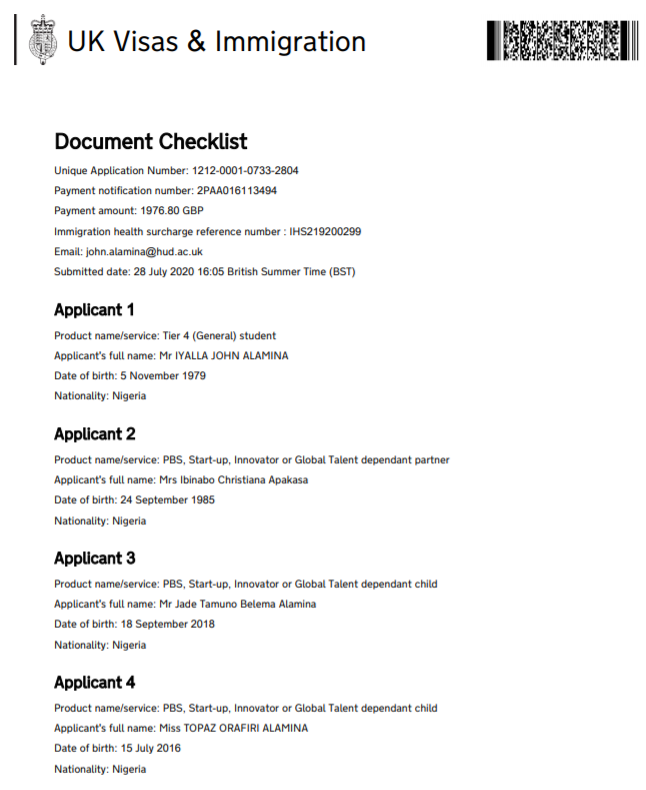 UK Visas & Immigration
Document Checklist
Unique Application Number: 1212-0001-0733-2804
Payment notification number: 2PAA016113494
Payment amount: 1976.80 GBP
Immigration health surcharge reference number : IHS219200299
Email: john.alamina@hud.ac.uk
Submitted date: 28 July 2020 16:05 British Summer Time (BST)
Applicant 1
Product name/service: Tier 4 (General) student
Applicant's full name: Mr IYALLA JOHN ALAMINA
Date of birth: 5 November 1979
Nationality: Nigeria
Applicant 2
Product name/service: PBS, Start-up, Innovator or Global Talent dependant partner
Applicant's full name: Mrs Ibinabo Christiana Apakasa
Date of birth: 24 September 1985
Nationality: Nigeria
Applicant 3
Product name/service: PBS, Start-up, Innovator or Global Talent dependant child
Applicant's full name: Mr Jade Tamuno Belema Alamina
Date of birth: 18 September 2018
Nationality: Nigeria
Applicant 4
Product name/service: PBS, Start-up, Innovator or Global Talent dependant child
Applicant's full name: Miss TOPAZ ORAFIRI ALAMINA
Date of birth: 15 July 2016
Nationality: Nigeria